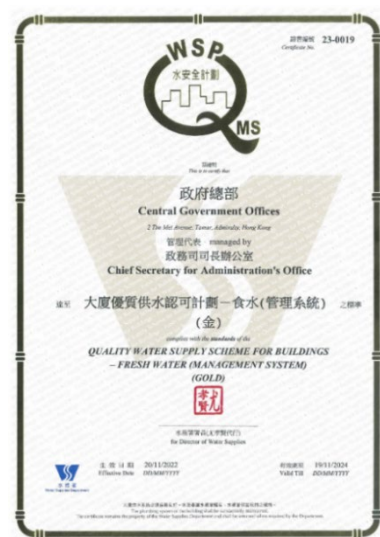 證書編號 23-0019
Certificate No.
WSP
水安全計劃
QMS
茲證明
This is to certify that
政府總部
Central Government Offices
2 Tim Mei Avenue, Tamar, Admiralty, Hong Kong
管理代表 managed by
政務司司長辦公室
Chief Secretary for Administration's Office
達至 大廈優質供水認可計劃－食水(管理系統) 之標準
(金)
complies with the standards of the
QUALITY WATER SUPPLY SCHEME FOR BUILDINGS
– FRESH WATER (MANAGEMENT SYSTEM)
(GOLD)
for Director of Water Supplies
生效日期 20/11/2022
Effective Date DD/MM/YYYY
有效期至 19/11/2024
Valid Till DD/MM/YYYY
水務署
Water Supplies Department